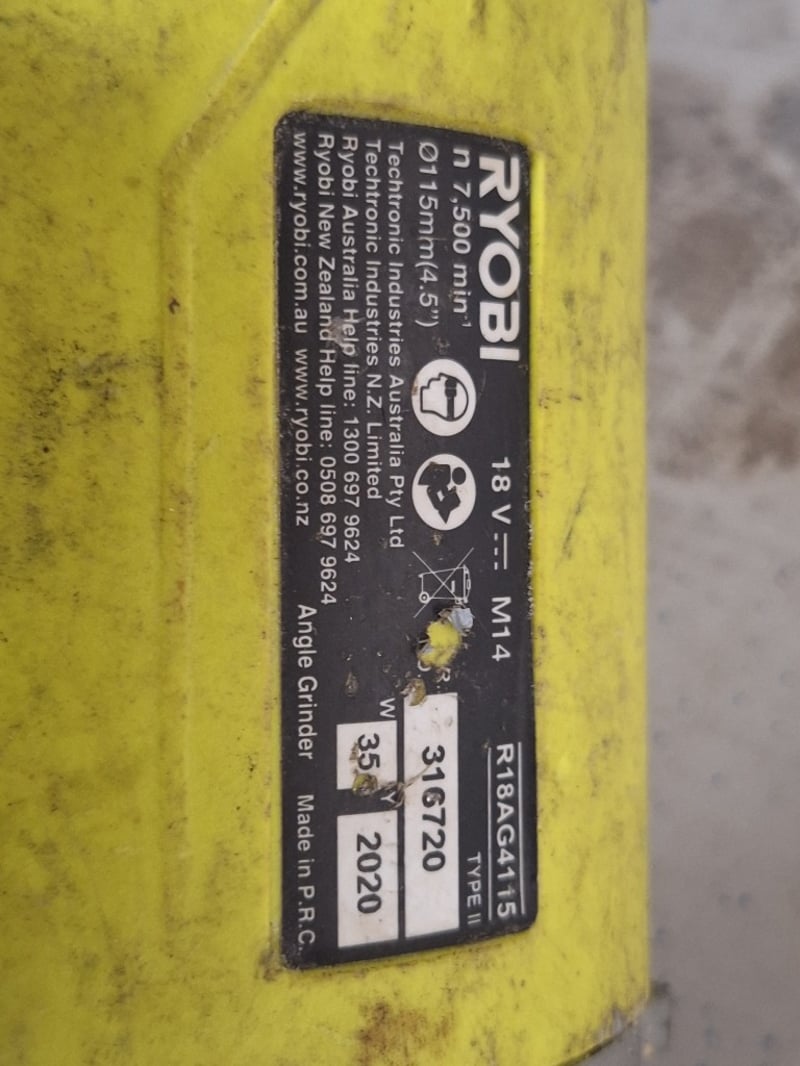 RYOBI
18 V M14
R18AG4115
n 7,500 min-1
TYPE II
Ø115mm(4.5")
316720
Techtronic Industries Australia Pty Ltd
Techtronic Industries N.Z. Limited
W 35 Y 2020
Ryobi Australia Help line: 1300 697 9624
Ryobi New Zealand Help line: 0508 697 9624
www.ryobi.com.au www.ryobi.co.nz
Angle Grinder Made in P.R.C.